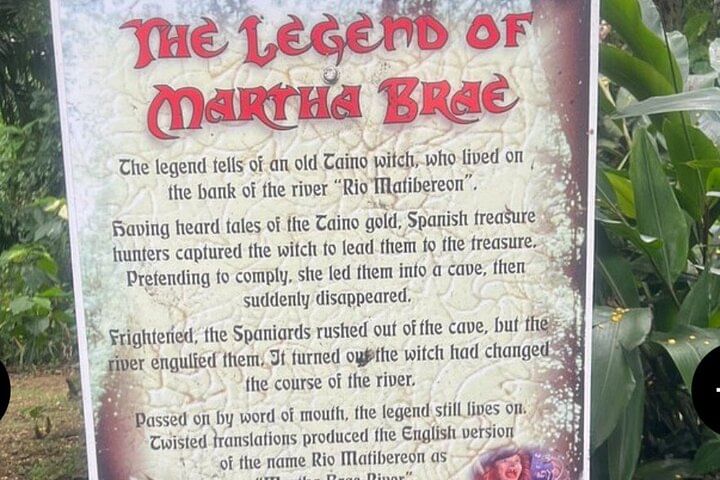 The Legend of
Martha Brae
The legend tells of an old Taino witch, who lived on
the bank of the river "Rio Matibereon".
Having heard tales of the Taino gold, Spanish treasure
hunters captured the witch to lead them to the treasure.
Pretending to comply, she led them into a cave, then
suddenly disappeared.
Frightened, the Spaniards rushed out of the cave, but the
river engulfed them. It turned out the witch had changed
the course of the river.
Passed on by word of mouth, the legend still lives on.
Twisted translations produced the English version
of the name Rio Matibereon as
"Martha Brae River"